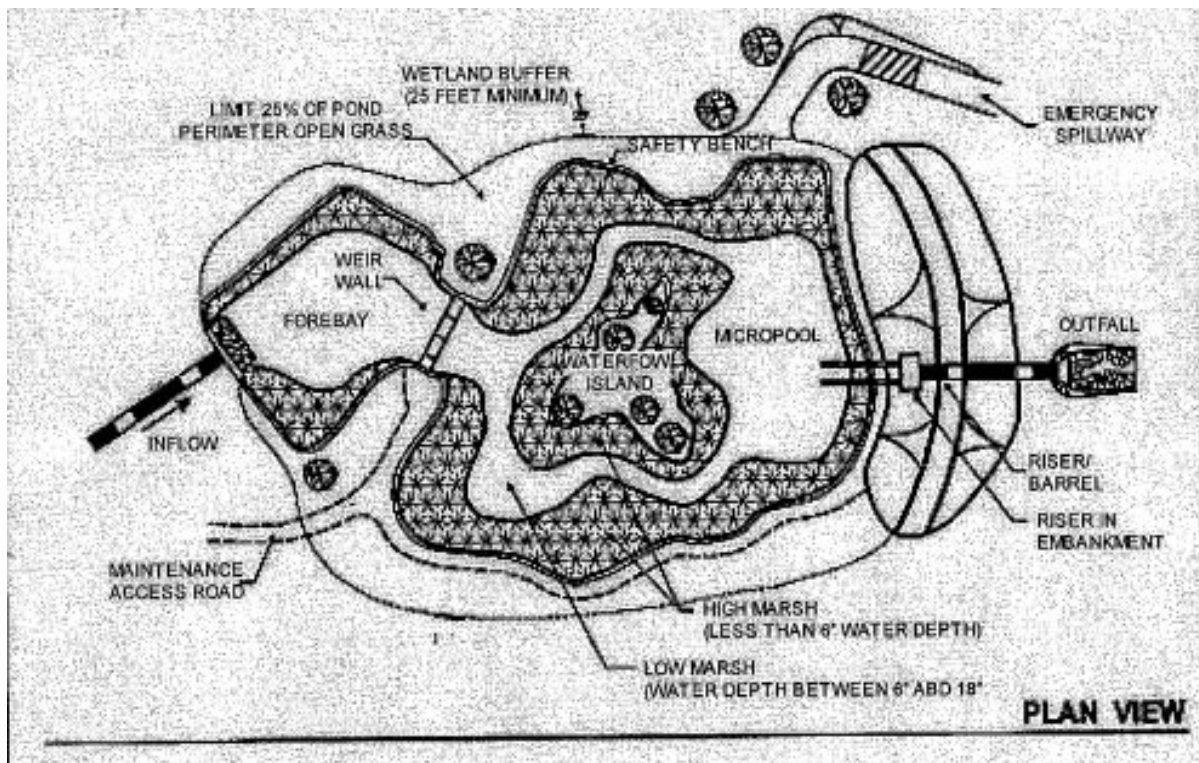 WETLAND BUFFER
(25 FEET MINIMUM)
LIMIT 25% OF POND
PERIMETER OPEN GRASS
EMERGENCY
SPILLWAY
SAFETY BENCH
WEIR
WALL
FOREBAY
MICROPOOL
OUTFALL
WATERFOWL
ISLAND
INFLOW
RISER/
BARREL
RISER IN
EMBANKMENT
MAINTENANCE
ACCESS ROAD
HIGH MARSH
(LESS THAN 6" WATER DEPTH)
LOW MARSH
(WATER DEPTH BETWEEN 6" ABD 18"
PLAN VIEW